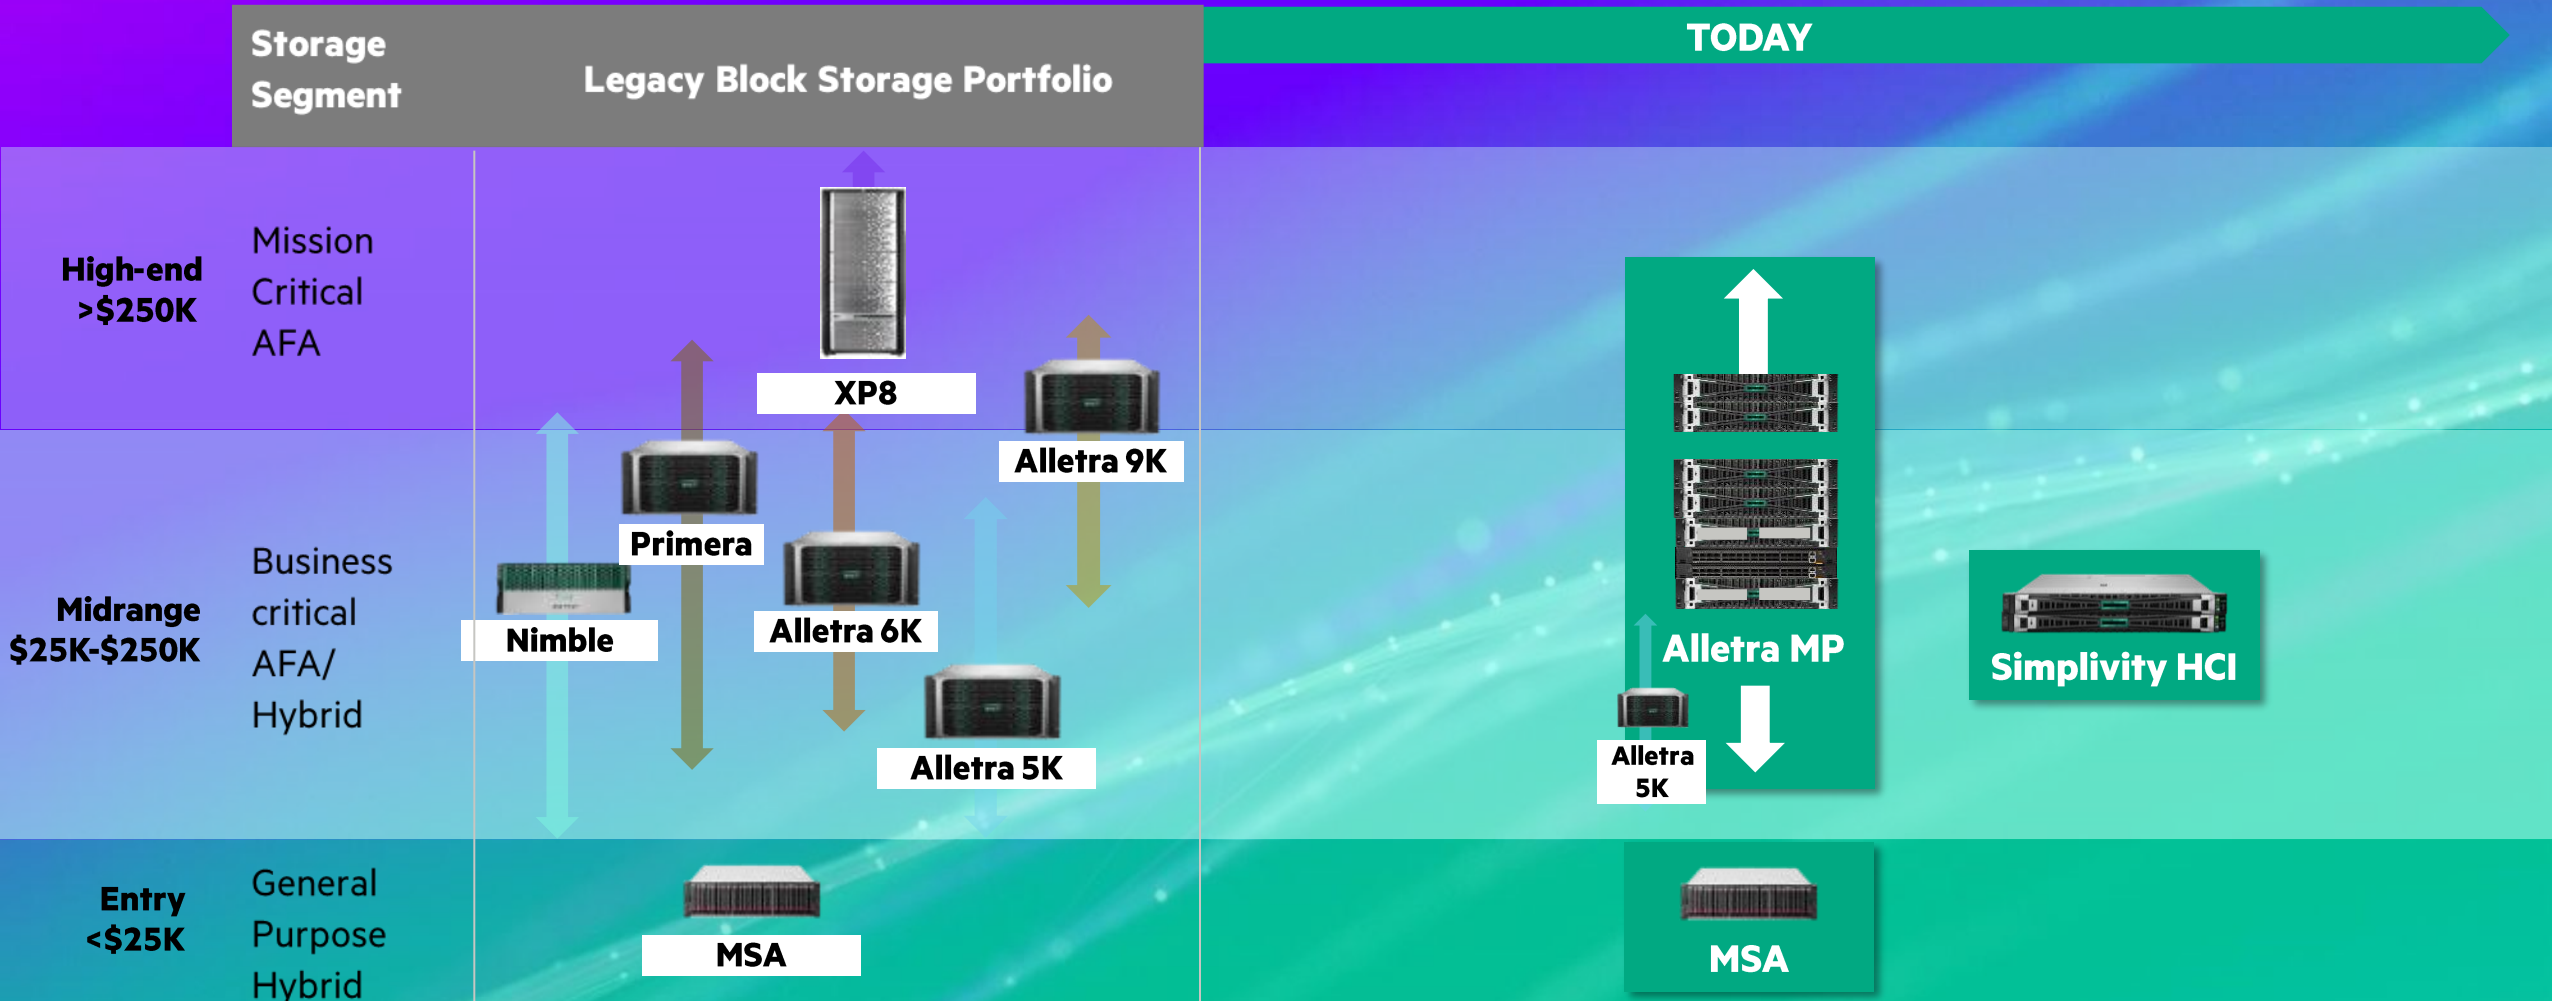 Storage
Segment
Legacy Block Storage Portfolio
TODAY
High-end
>$250K
Mission
Critical
AFA
XP8
Alletra 9K
Primera
Nimble
Alletra 6K
Alletra 5K
Midrange
$25K-$250K
Business
critical
AFA/
Hybrid
Alletra MP
Alletra
5K
Simplivity HCI
Entry
<$25K
General
Purpose
Hybrid
MSA
MSA